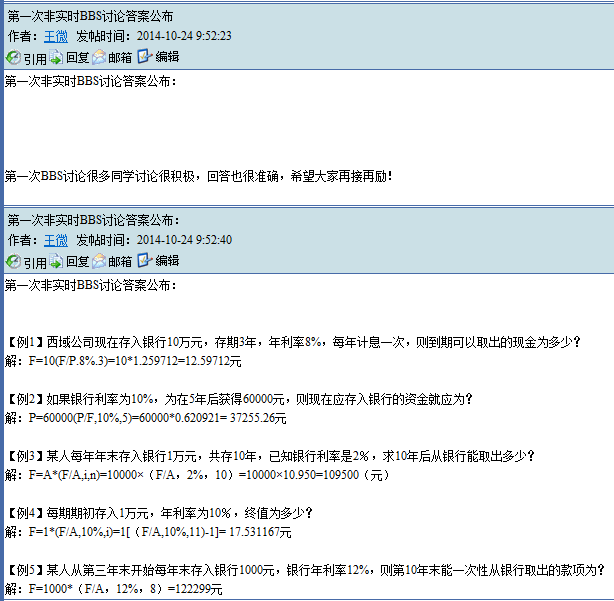 第一次非实时BBS讨论答案公布
作者：王微 发帖时间：2014-10-24 9:52:23
引用 回复 邮箱 编辑
第一次非实时BBS讨论答案公布：
第一次BBS讨论很多同学讨论很积极，回答也很准确，希望大家再接再励！
第一次非实时BBS讨论答案公布：
作者：王微 发帖时间：2014-10-24 9:52:40
引用 回复 邮箱 编辑
第一次非实时BBS讨论答案公布：
【例1】西域公司现在存入银行10万元，存期3年，年利率8%，每年计息一次，则到期可以取出的现金为多少？
解：F=10(F/P.8%.3)=10*1.259712=12.59712元
【例2】如果银行利率为10%，为在5年后获得60000元，则现在应存入银行的资金就应为？
解：P=60000(P/F,10%,5)=60000*0.620921= 37255.26元
【例3】某人每年年末存入银行1万元，共存10年，已知银行利率是2%，求10年后从银行能取出多少？
解：F=A*(F/A,i,n)=10000×（F/A，2%，10）=10000×10.950=109500（元）
【例4】每期期初存入1万元，年利率为10%，终值为多少？
解：F=1*(F/A,10%,i)=1[（F/A,10%,11)-1]= 17.531167元
【例5】某人从第三年末开始每年末存入银行1000元，银行年利率12%，则第10年末能一次性从银行取出的款项为？
解：F=1000*（F/A，12%，8）=122299元